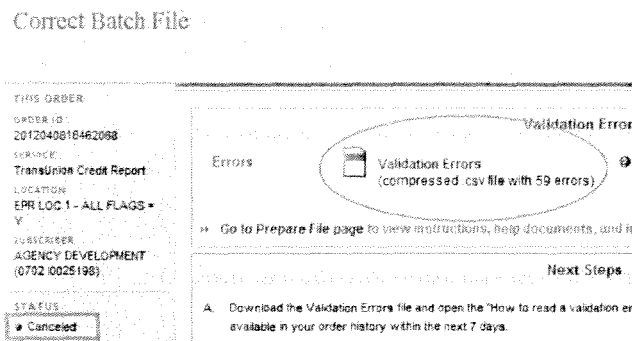 Correct Batch File
THIS ORDER
ORDER ID
2012040818462068
SERVICE
TransUnion Credit Report
LOCATION
EPR LOC 1 - ALL FLAGS =
Y
SUBSCRIBER
AGENCY DEVELOPMENT
(0702 I0025198)
STATUS
Canceled
Validation Error
Errors
Validation Errors
(compressed .csv file with 59 errors)
Go to Prepare File page to view instructions, help documents, and i
Next Steps
A. Download the Validation Errors file and open the "How to read a validation er
available in your order history within the next 7 days.